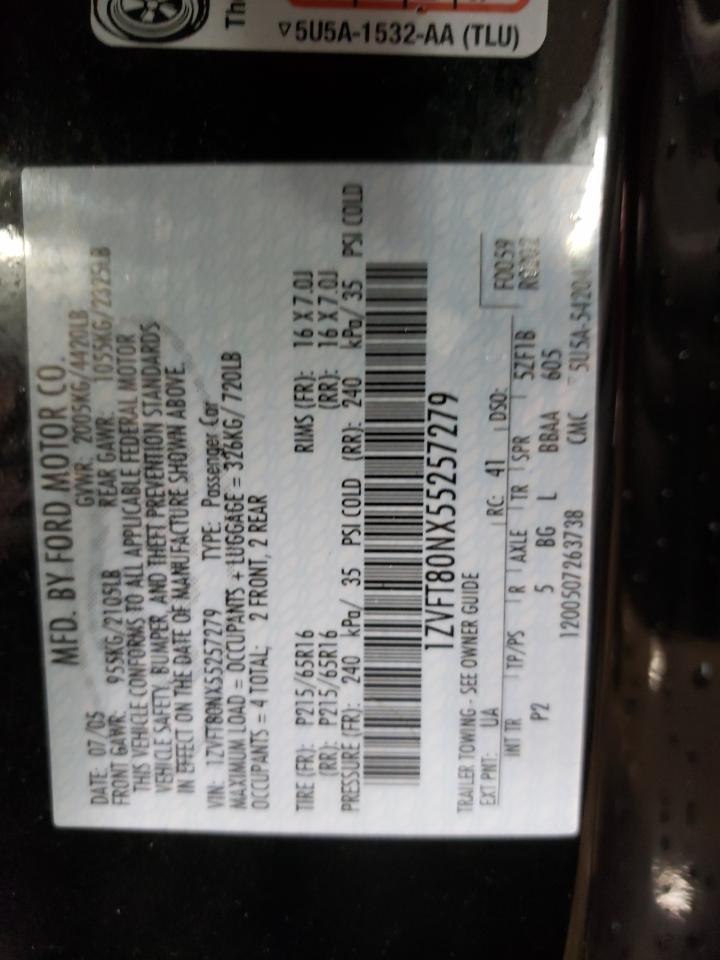 Th
▽5U5A-1532-AA (TLU)
MFD. BY FORD MOTOR CO.
DATE: 07/05 GVWR: 2005KG/4420LB
FRONT GAWR: 955KG/2105LB REAR GAWR: 1055KG/2325LB
THIS VEHICLE CONFORMS TO ALL APPLICABLE FEDERAL MOTOR
VEHICLE SAFETY, BUMPER, AND THEFT PREVENTION STANDARDS
IN EFFECT ON THE DATE OF MANUFACTURE SHOWN ABOVE.
VIN: 1ZVFT80NX55257279 TYPE: Passenger Car
MAXIMUM LOAD = OCCUPANTS + LUGGAGE = 326KG/ 720LB
OCCUPANTS = 4 TOTAL; 2 FRONT, 2 REAR
TIRE (FR): P215/65R16 RIMS (FR): 16 X 7.0J
(RR): P215/65R16 (RR): 16 X 7.0J
PRESSURE (FR): 240 kPa/ 35 PSI COLD (RR): 240 kPa/ 35 PSI COLD
1ZVFT80NX55257279
TRAILER TOWING - SEE OWNER GUIDE
EXT PNT: UA RC: 41 DSO: F0059
INT TR TP/PS R AXLE TR SPR 5ZF1B
P2 5 BG L BBAA 605
1200507263738 CMC ▽5U5A-54204